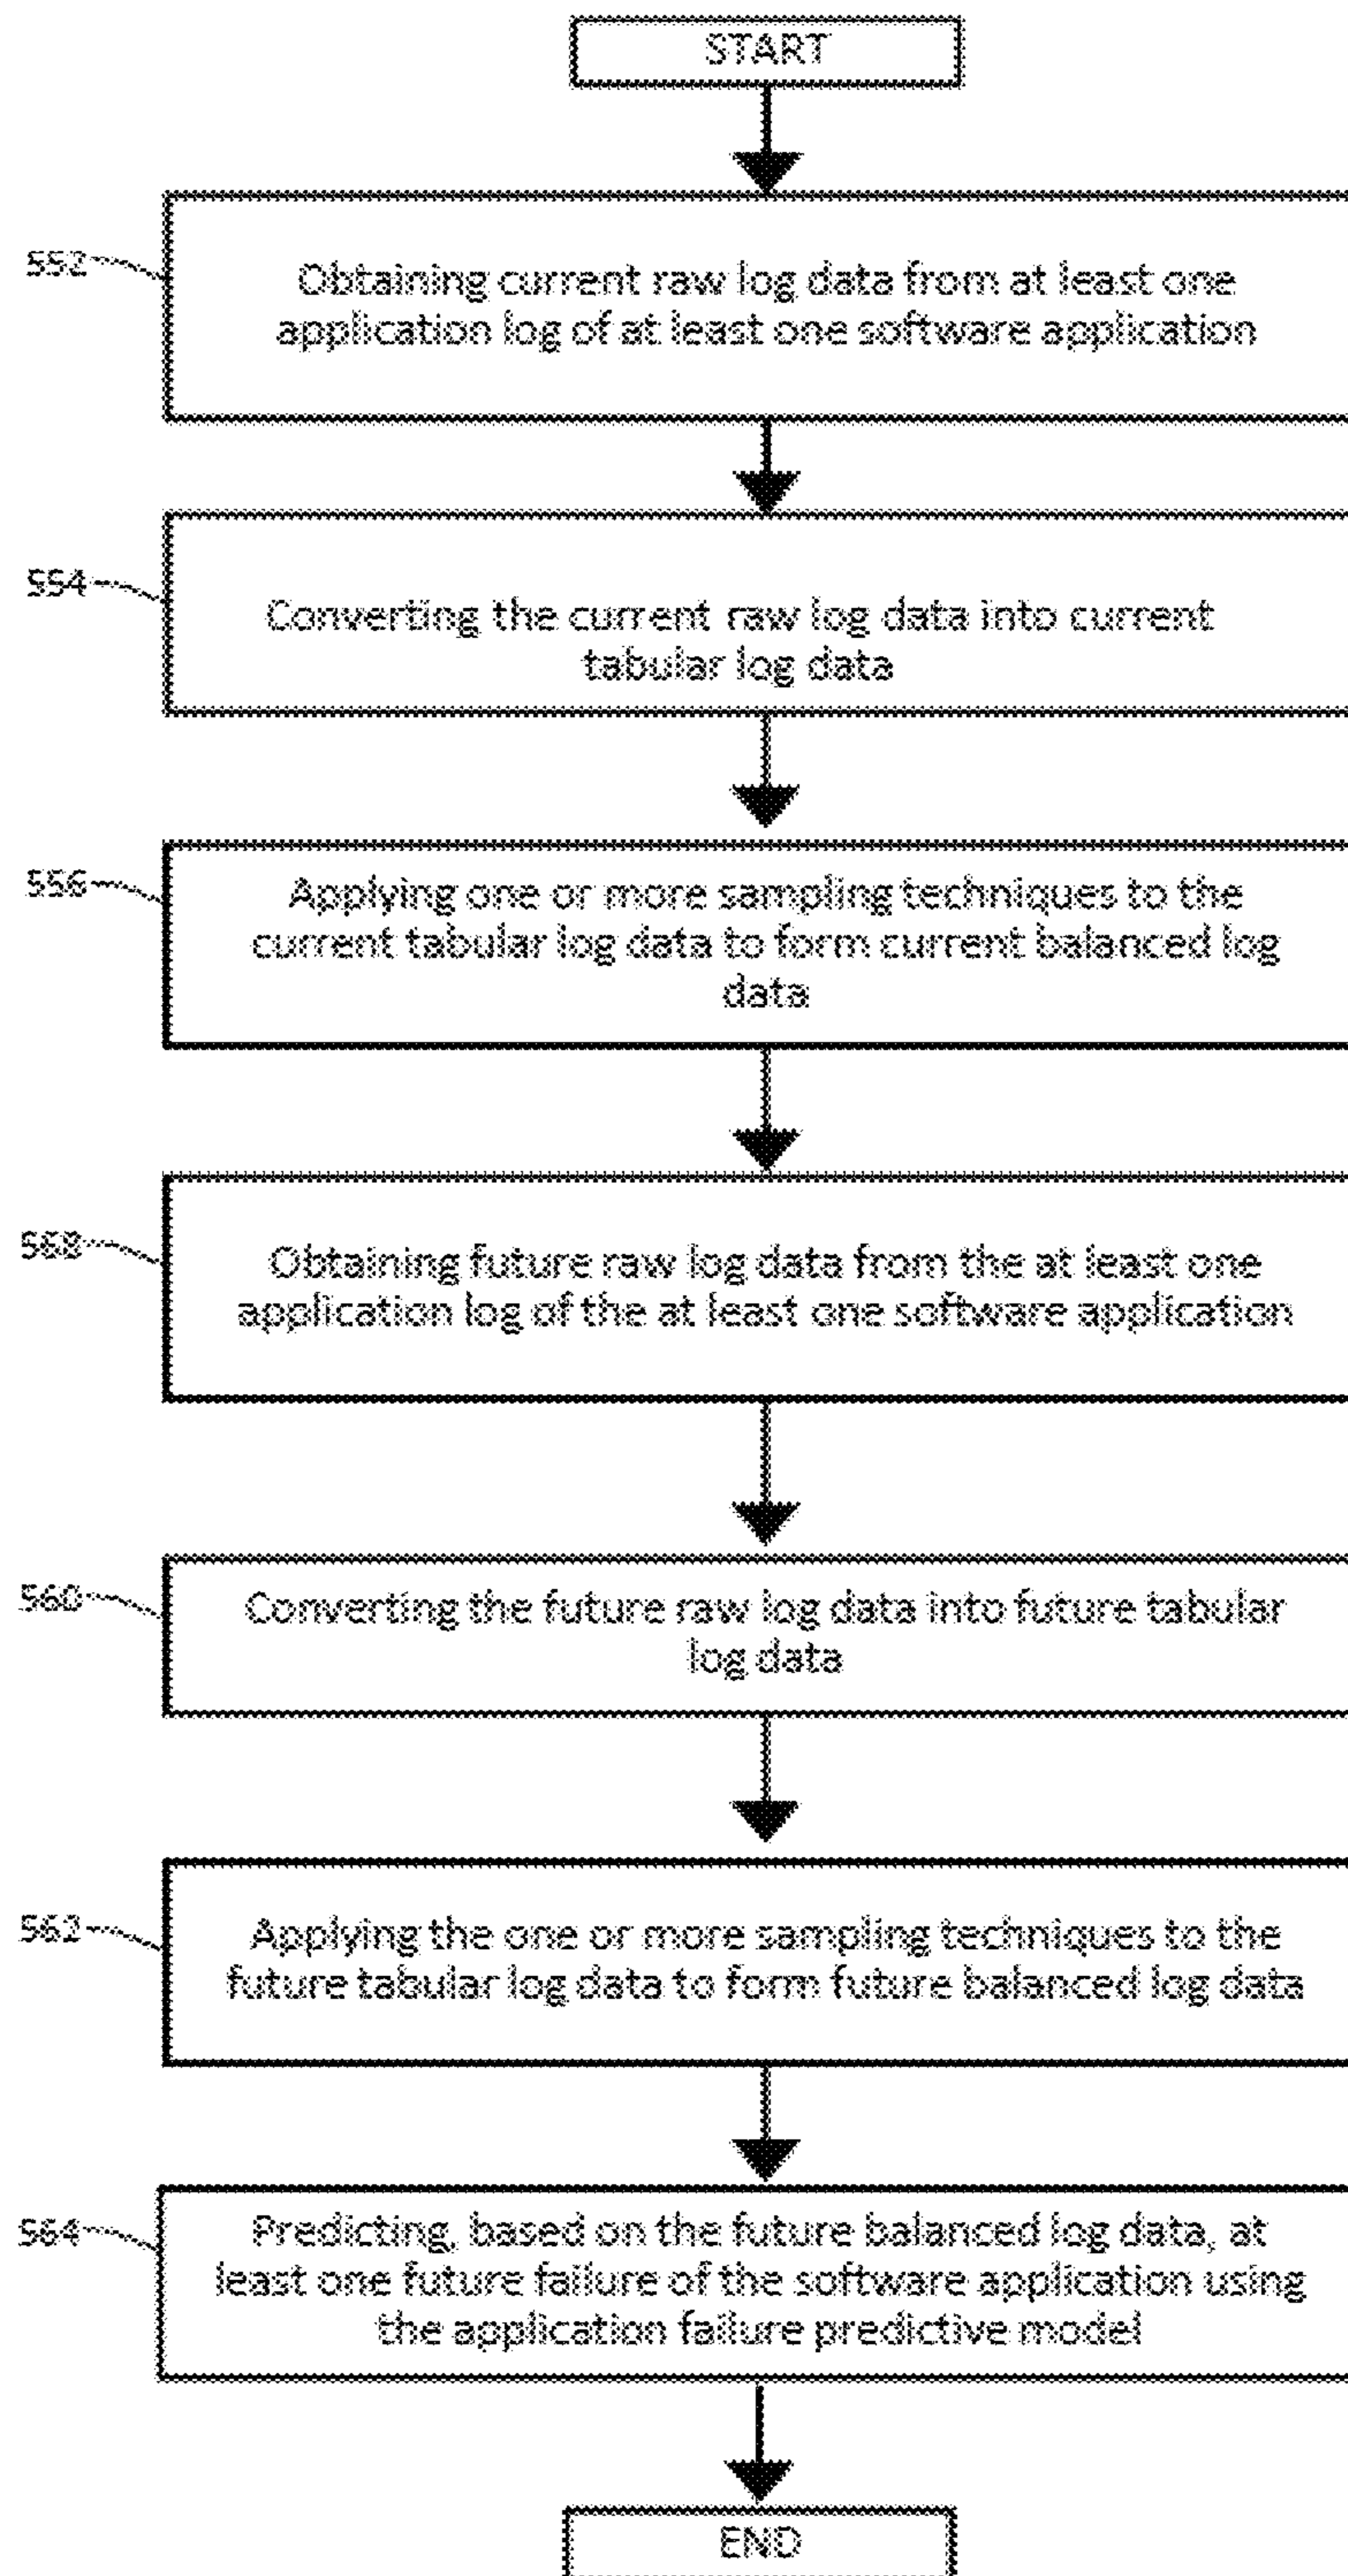 START
552
Obtaining current raw log data from at least one
application log of at least one software application
554
Converting the current raw log data into current
tabular log data
556
Applying one or more sampling techniques to the
current tabular log data to form current balanced log
data
568
Obtaining future raw log data from the at least one
application log of the at least one software application
560
Converting the future raw log data into future tabular
log data
562
Applying the one or more sampling techniques to the
future tabular log data to form future balanced log data
564
Predicting, based on the future balanced log data, at
least one future failure of the software application using
the application failure predictive model
END